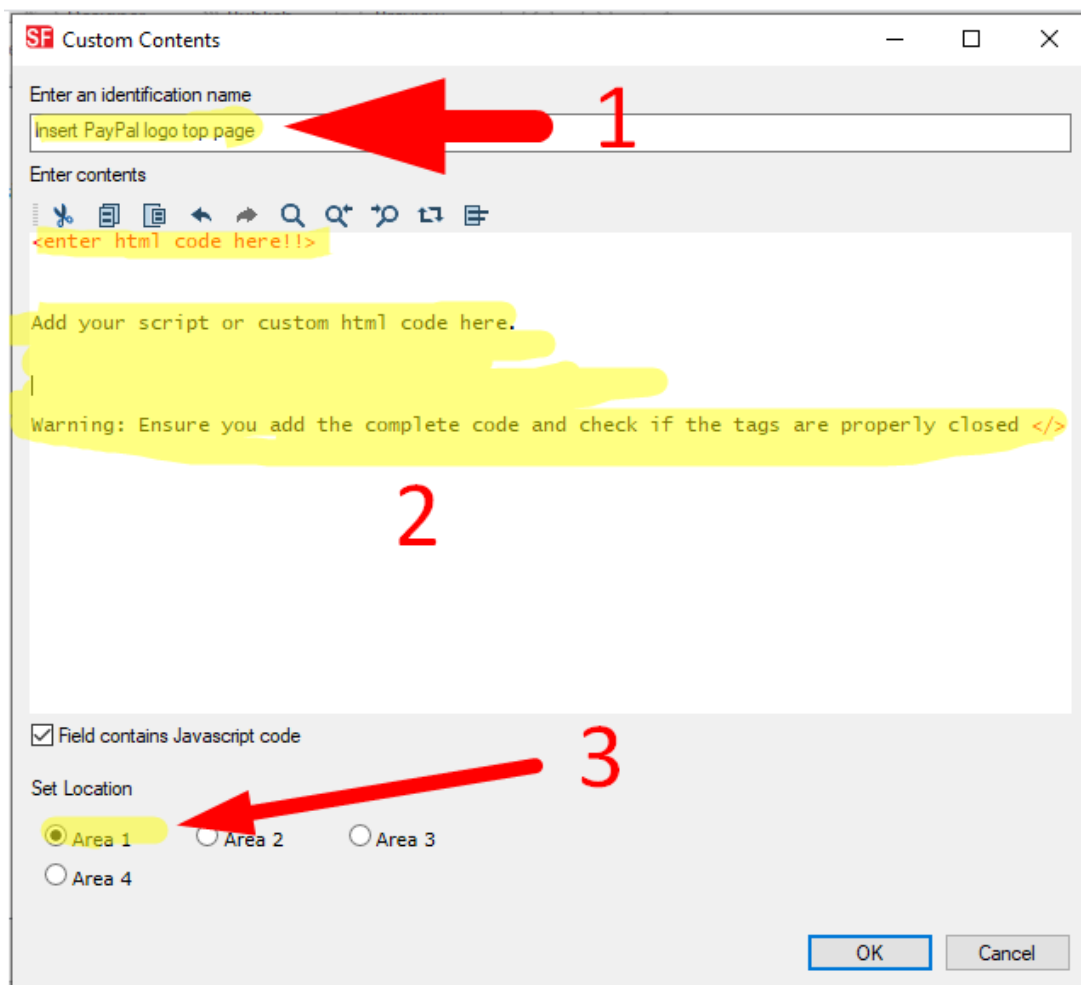 SF Custom Contents
Enter an identification name
Insert PayPal logo top page
1
Enter contents
<enter html code here!!>
Add your script or custom html code here.
Warning: Ensure you add the complete code and check if the tags are properly closed </>
2
Field contains Javascript code
3
Set Location
Area 1 Area 2 Area 3
Area 4
OK Cancel